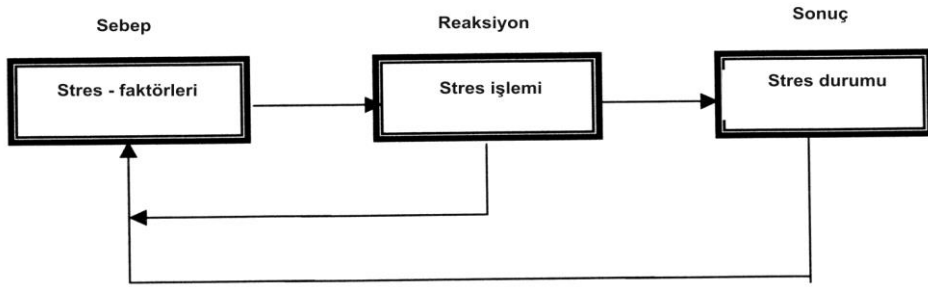 Sebep
Reaksiyon
Sonuç
Stres - faktörleri
Stres işlemi
Stres durumu